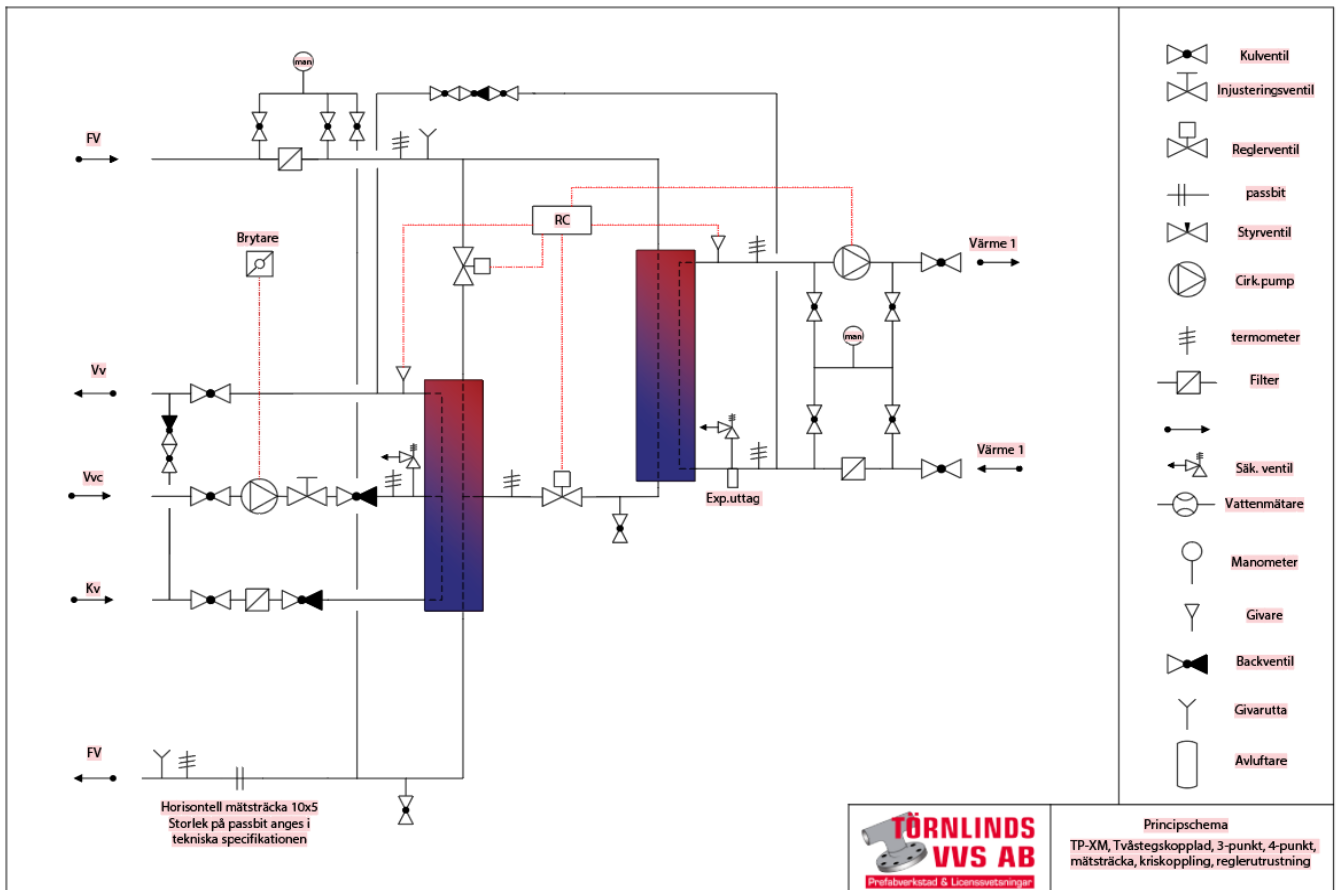 man
FV
RC
Brytare
Värme 1
man
Vv
Värme 1
Vvc
Exp.uttag
Kv
FV
Horisontell mätsträcka 10x5
Storlek på passbit anges i
tekniska specifikationen
Kulventil
Injusteringsventil
Reglerventil
passbit
Styrventil
Cirk.pump
termometer
Filter
Säk. ventil
Vattenmätare
Manometer
Givare
Backventil
Givarutta
Avluftare
TÖRNLINDS
VVS AB
Prefabverkstad & Licenssvetsningar
Principschema
TP-XM, Tvåstegskopplad, 3-punkt, 4-punkt,
mätsträcka, kriskoppling, reglerutrustning